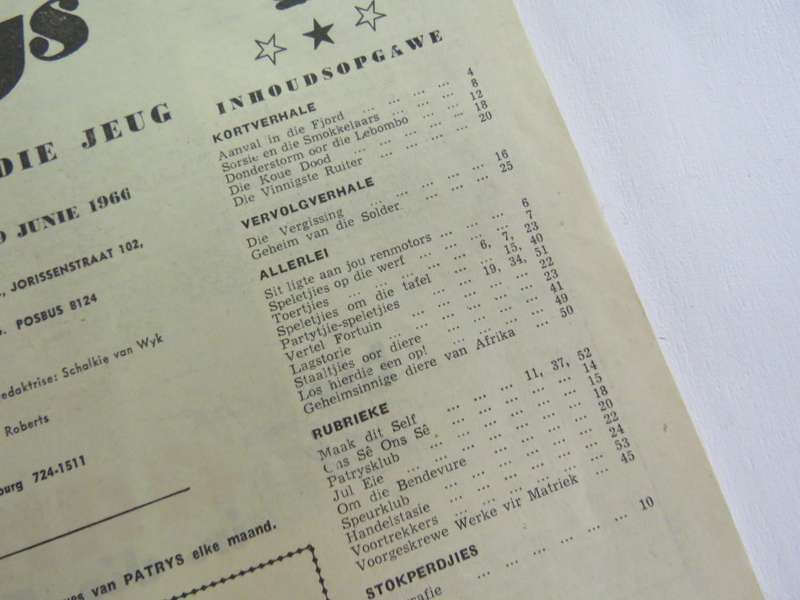 DIE JEUG
9 JUNIE 1966
JORISSENSTRAAT 102,
POSBUS 8124
Schalkie van Wyk
Roberts
724-1511
van PATRYS elke maand.
INHOUDSOPGAWE
KORTVERHALE
Aanval in die Fjord ... ... ... 4
Sorsie en die Smokkelaars ... ... ... 8
Donderstorm oor die Lebombo ... ... 12
Die Koue Dood ... ... ... ... 18
Die Vinnigste Ruiter ... ... ... 20
VERVOLGVERHALE
Die Vergissing ... ... ... ... 16
Geheim van die Solder ... ... ... 25
ALLERLEI
Sit ligte aan jou renmotors ... ... ... 6
Speletjies op die werf ... ... ... 7
Toertjies ... ... ... ... 6, 7, 23
Speletjies om die tafel ... ... 15, 40
Partytjie-speletjies ... ... 19, 34, 51
Vertel Fortuin ... ... ... ... 22
Lagstorie ... ... ... ... 23
Staaltjies oor diere ... ... ... 41
Los hierdie een op! ... ... ... 49
Geheimsinnige diere van Afrika ... 50
RUBRIEKE
Maak dit Self ... ... ... 11, 37, 52
Ons Sê Ons Sê ... ... ... ... 14
Patrysklub ... ... ... ... 15
Jul Eie ... ... ... ... 18
Om die Bendevure ... ... ... 20
Speurklub ... ... ... ... 22
Handelstasie ... ... ... ... 24
Voortrekkers ... ... ... ... 53
Voorgeskrewe Werke vir Matriek ... 45
STOKPERDJIES
... ... ... ... ... 10